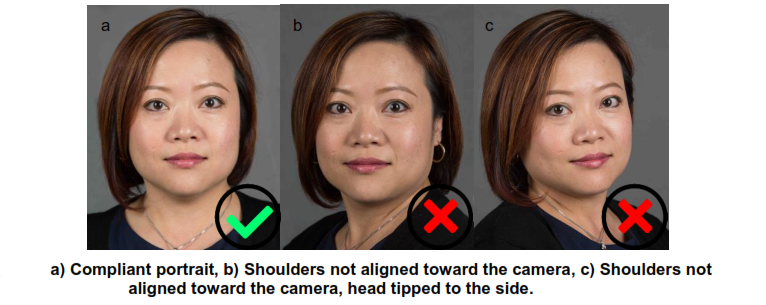 a b c
a) Compliant portrait, b) Shoulders not aligned toward the camera, c) Shoulders not
aligned toward the camera, head tipped to the side.